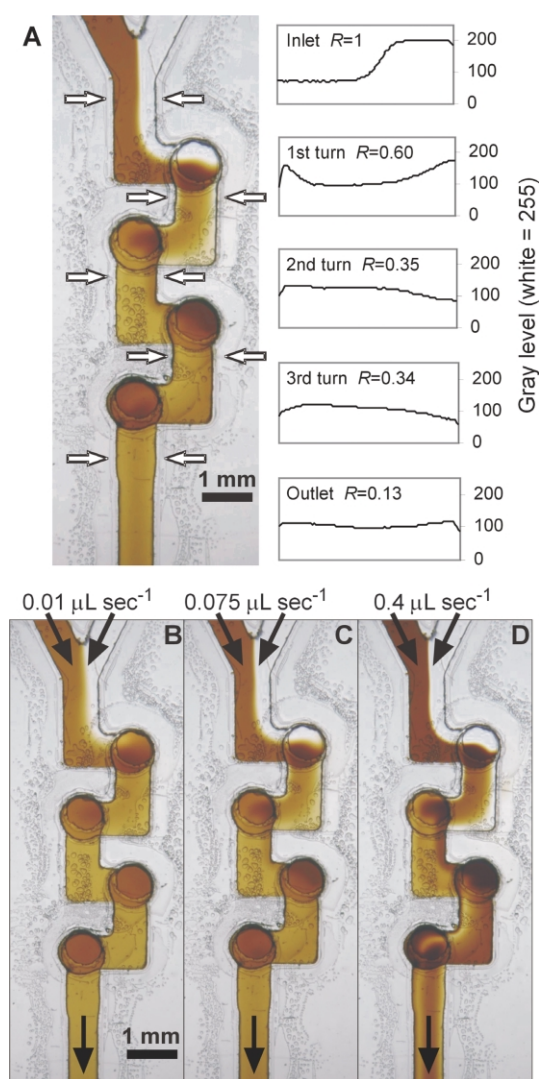 A
Inlet R=1
200
100
0
1st turn R=0.60
200
100
0
2nd turn R=0.35
200
100
0
3rd turn R=0.34
200
100
0
Outlet R=0.13
200
100
0
Gray level (white = 255)
1 mm
0.01 µL sec⁻¹
0.075 µL sec⁻¹
0.4 µL sec⁻¹
B
C
D
1 mm